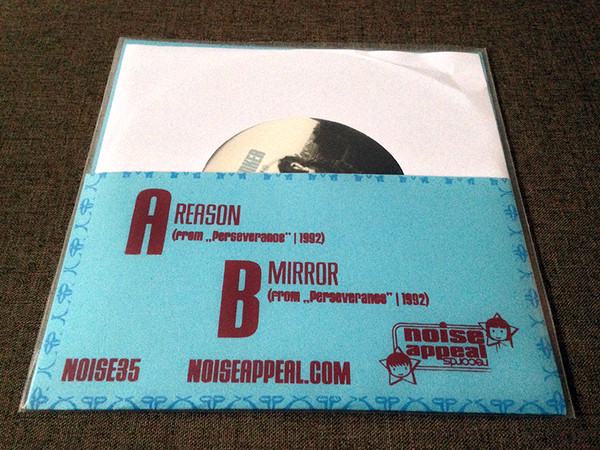 A REASON
(FROM „PERSEVERANCE" | 1992)
B MIRROR
(FROM „PERSEVERANCE" | 1992)
noise
appeal
records
NOISE35
NOISEAPPEAL.COM